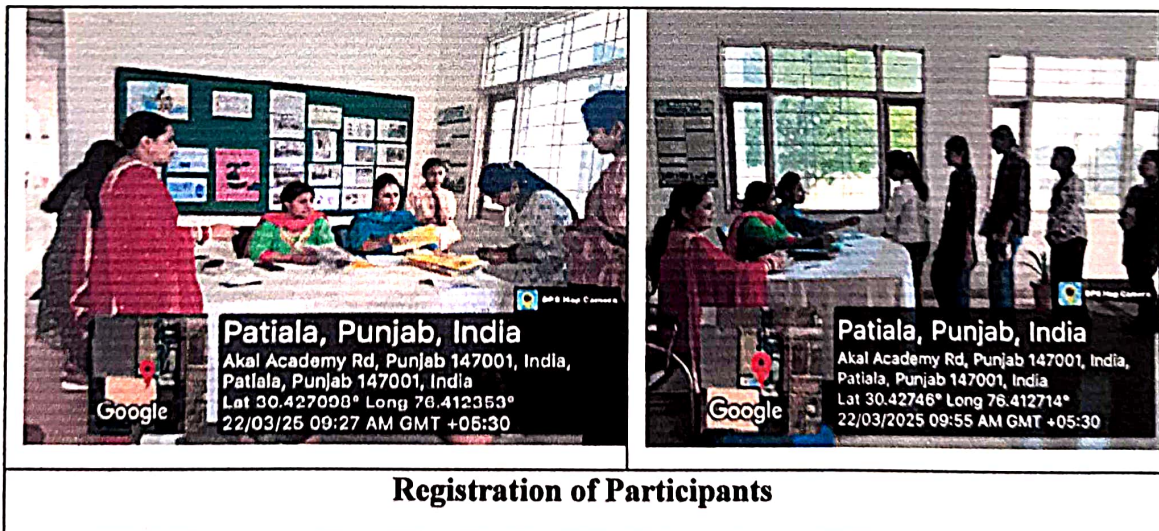 GPS Map Camera
Patiala, Punjab, India
Akal Academy Rd, Punjab 147001, India,
Patiala, Punjab 147001, India
Lat 30.427098° Long 76.412353°
22/03/25 09:27 AM GMT +05:30
Google
GPS Map Camera
Patiala, Punjab, India
Akal Academy Rd, Punjab 147001, India,
Patiala, Punjab 147001, India
Lat 30.42746° Long 76.412714°
22/03/2025 09:55 AM GMT +05:30
Google
Registration of Participants